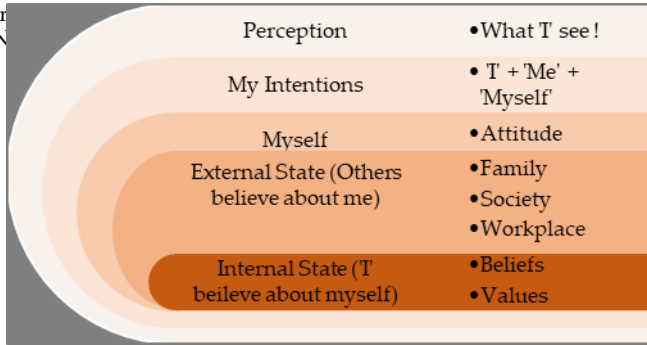 Perception
•What 'I' see !
My Intentions
• 'I' + 'Me' +
'Myself'
Myself
•Attitude
External State (Others
believe about me)
•Family
•Society
•Workplace
Internal State ('I'
beileve about myself)
•Beliefs
•Values